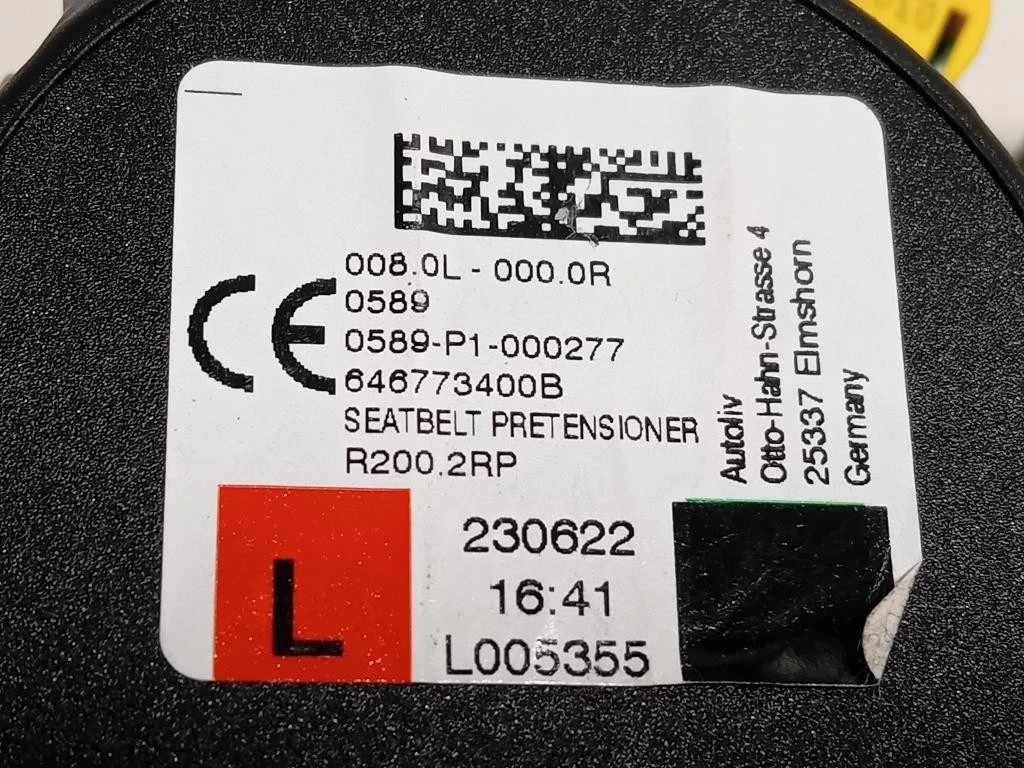 008.0L - 000.0R
0589
0589-P1-000277
646773400B
SEATBELT PRETENSIONER
R200.2RP
CE
Autoliv
Otto-Hahn-Strasse 4
25337 Elmshorn
Germany
L
230622
16:41
L005355